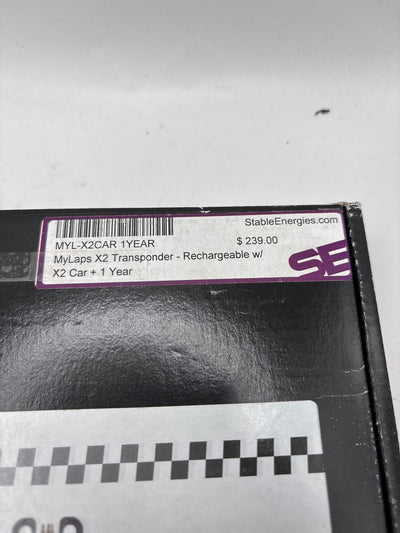 StableEnergies.com
MYL-X2CAR 1YEAR $ 239.00
MyLaps X2 Transponder - Rechargeable w/
X2 Car + 1 Year
SE